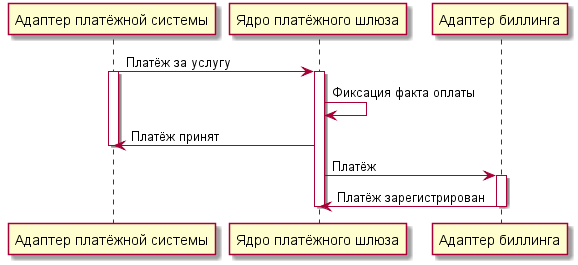 Адаптер платёжной системы
Ядро платёжного шлюза
Адаптер биллинга
Платёж за услугу
Фиксация факта оплаты
Платёж принят
Платёж
Платёж зарегистрирован
Адаптер платёжной системы
Ядро платёжного шлюза
Адаптер биллинга